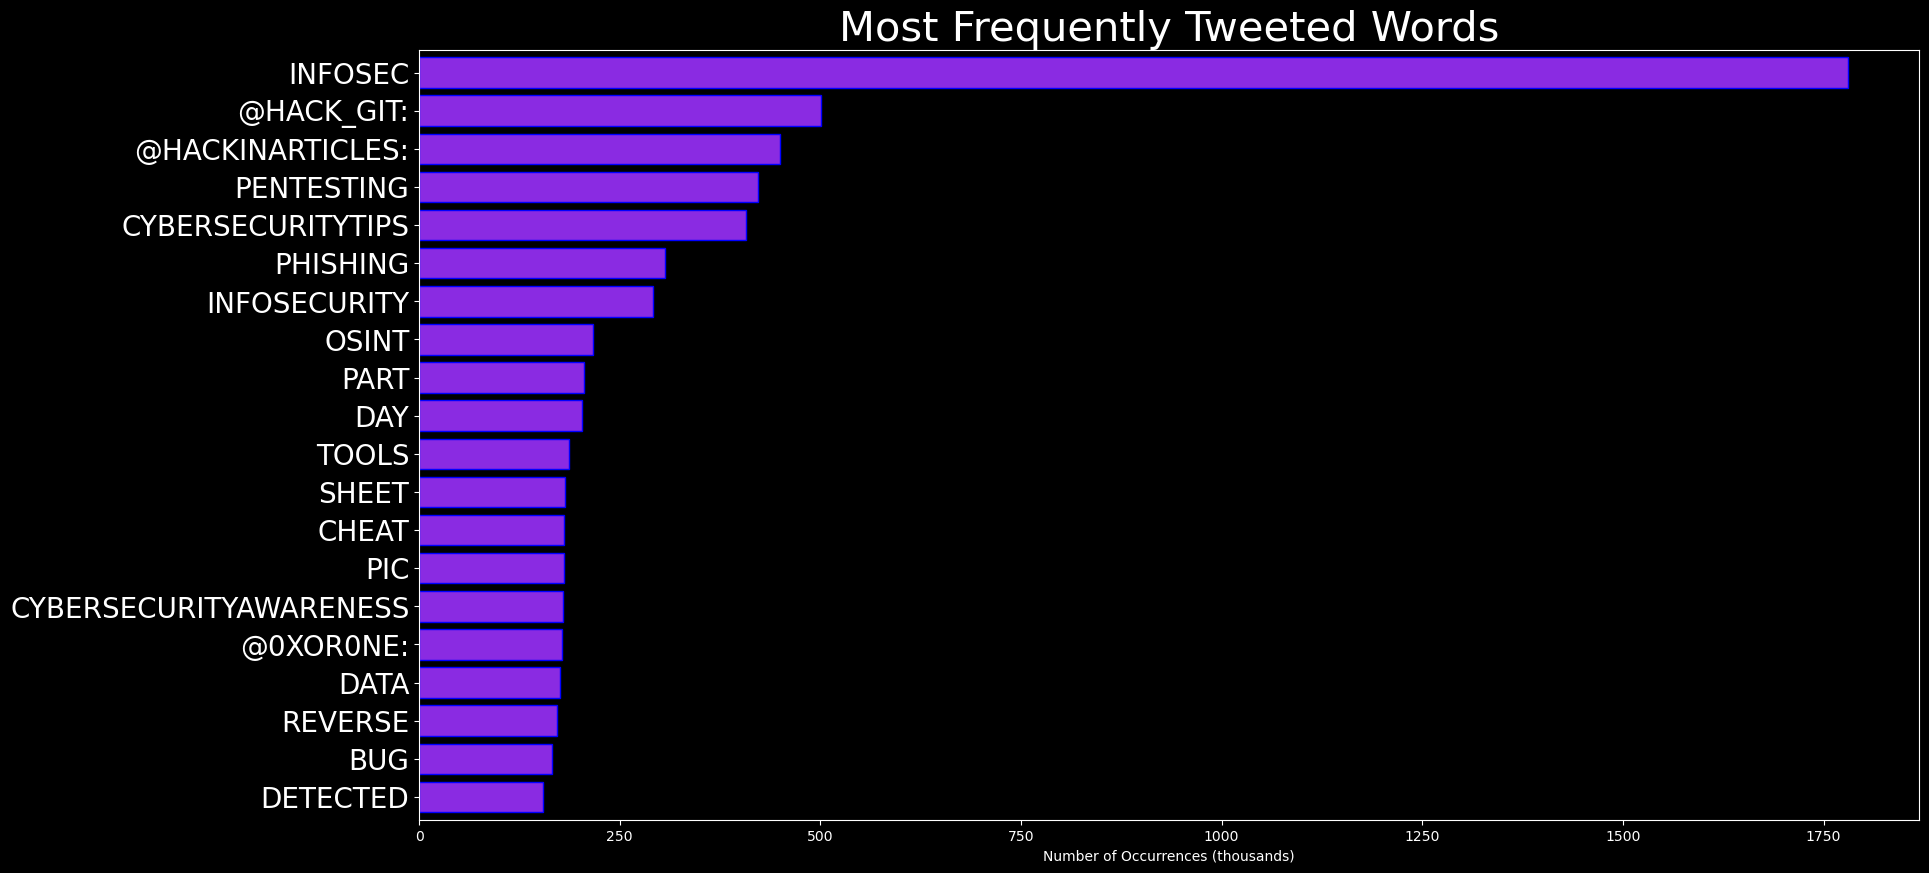 Most Frequently Tweeted Words
INFOSEC
@HACK_GIT:
@HACKINARTICLES:
PENTESTING
CYBERSECURITYTIPS
PHISHING
INFOSECURITY
OSINT
PART
DAY
TOOLS
SHEET
CHEAT
PIC
CYBERSECURITYAWARENESS
@0XOR0NE:
DATA
REVERSE
BUG
DETECTED
0 250 500 750 1000 1250 1500 1750
Number of Occurrences (thousands)